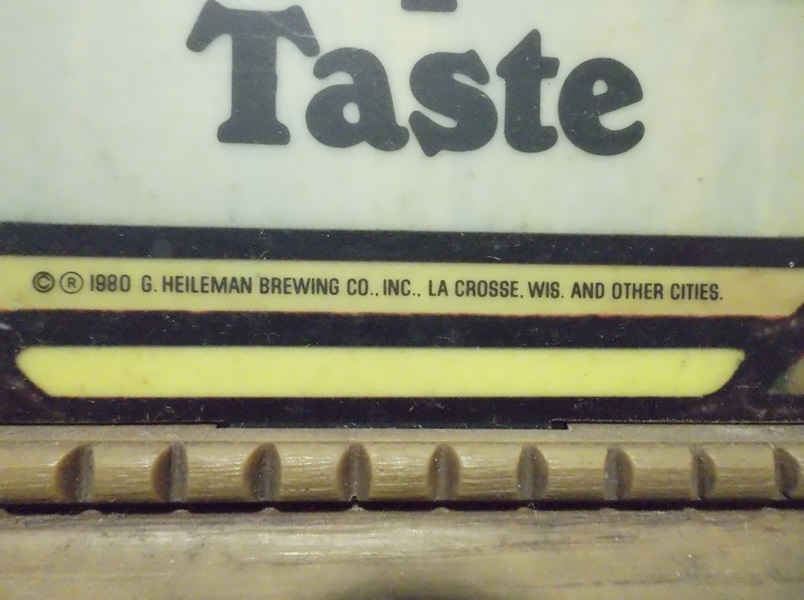 Taste
© ® 1980 G. HEILEMAN BREWING CO., INC., LA CROSSE, WIS. AND OTHER CITIES.